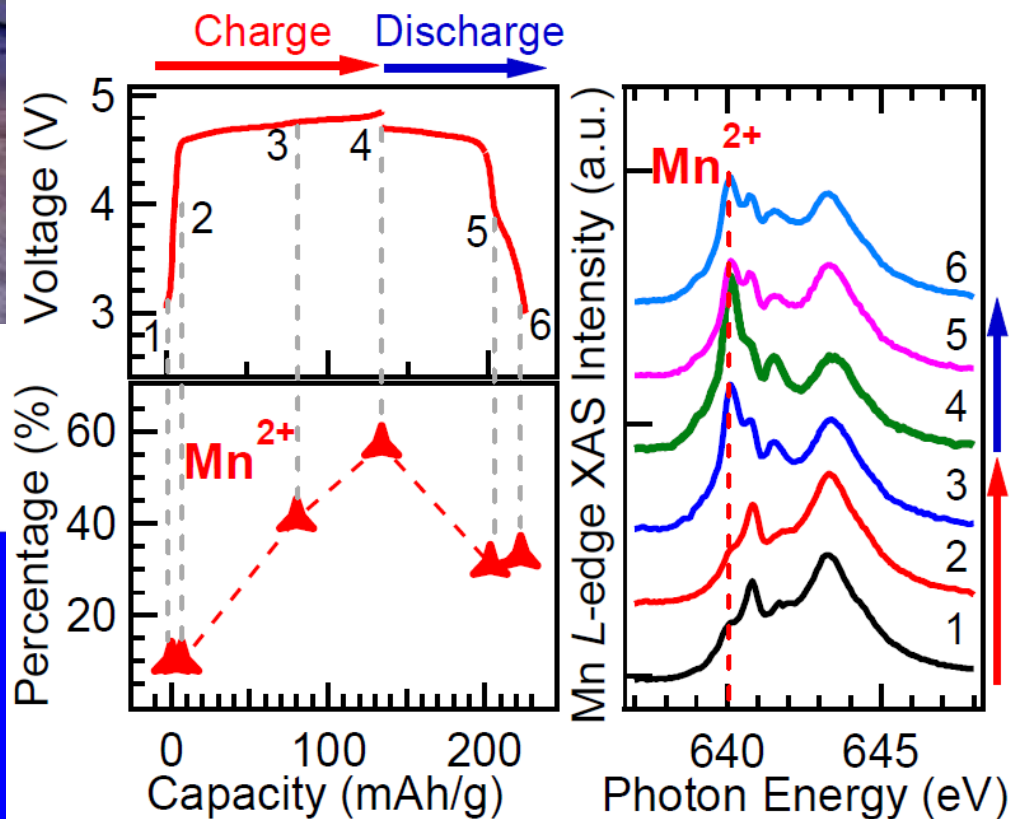 Charge Discharge
Voltage (V)
5
4
3
1
2
3
4
5
6
Percentage (%)
60
40
20
Mn2+
0 100 200
Capacity (mAh/g)
Mn L-edge XAS Intensity (a.u.)
Mn2+
6
5
4
3
2
1
640 645
Photon Energy (eV)